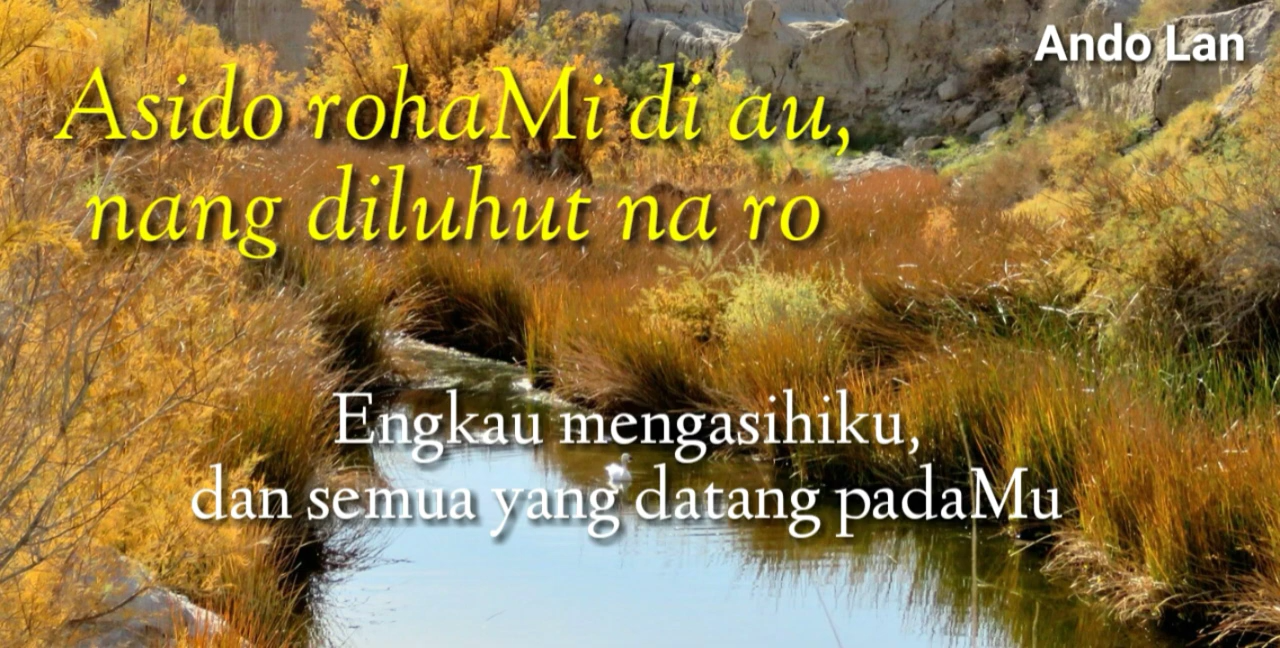 Ando Lan
Asido rohaMi di au,
nang diluhut na ro
Engkau mengasihiku,
dan semua yang datang padaMu